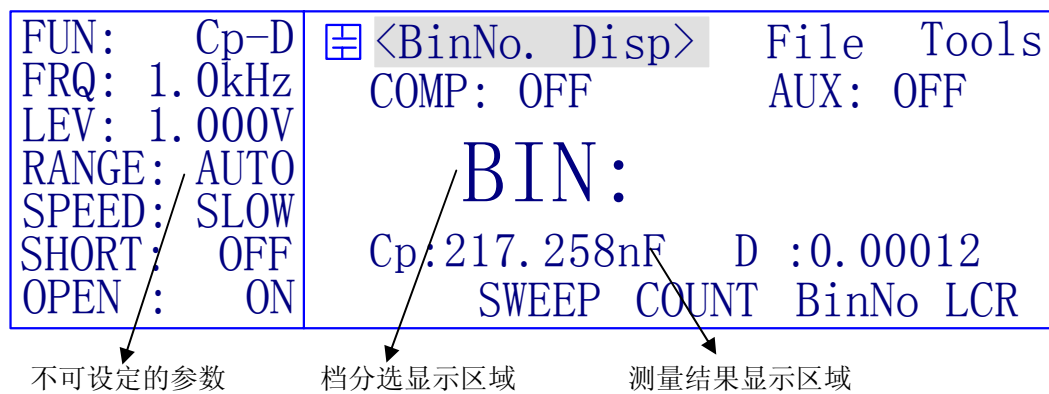 FUN: Cp-D
FRQ: 1.0kHz
LEV: 1.000V
RANGE: AUTO
SPEED: SLOW
SHORT: OFF
OPEN : ON
<BinNo. Disp> File Tools
COMP: OFF AUX: OFF
BIN:
Cp:217.258nF D :0.00012
SWEEP COUNT BinNo LCR
不可设定的参数 档分选显示区域 测量结果显示区域